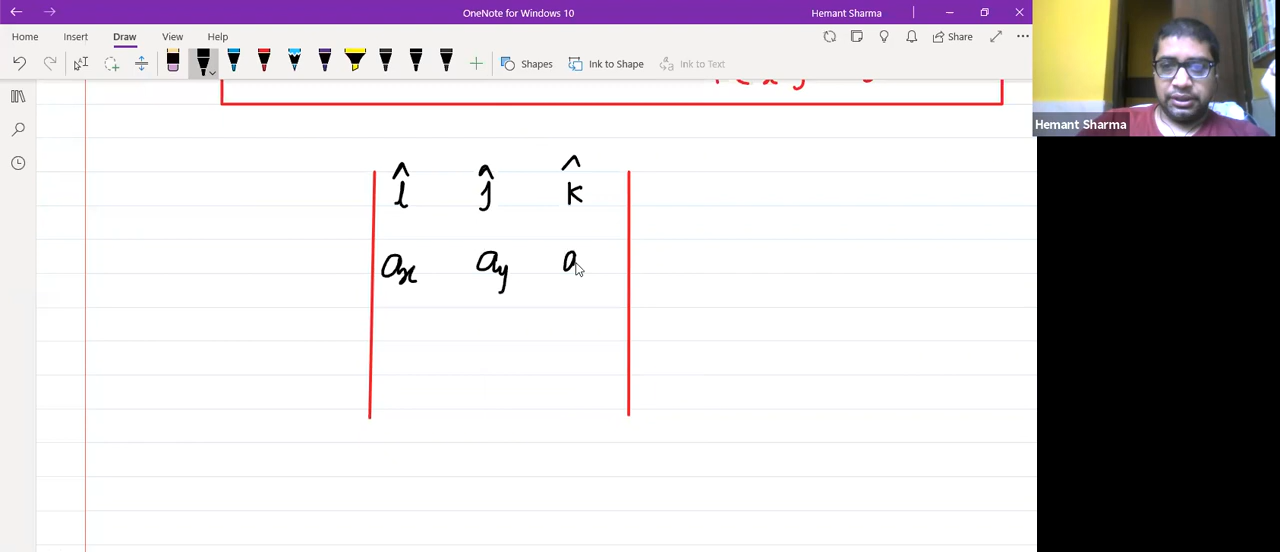 OneNote for Windows 10 Hemant Sharma
Home Insert Draw View Help Share
Shapes Ink to Shape Ink to Text
Hemant Sharma
î ĵ k̂
aₓ aᵧ a